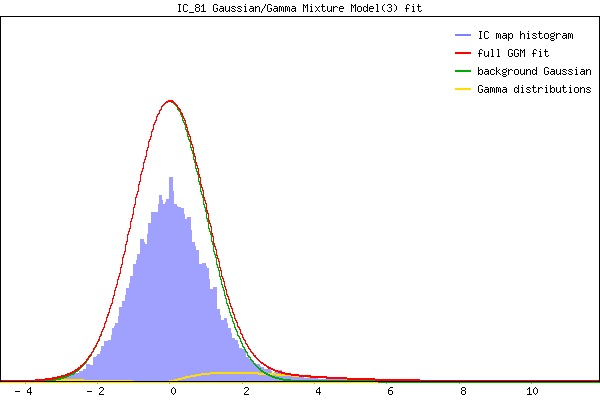 IC_81 Gaussian/Gamma Mixture Model(3) fit
IC map histogram
full GGM fit
background Gaussian
Gamma distributions
-4 -2 0 2 4 6 8 10